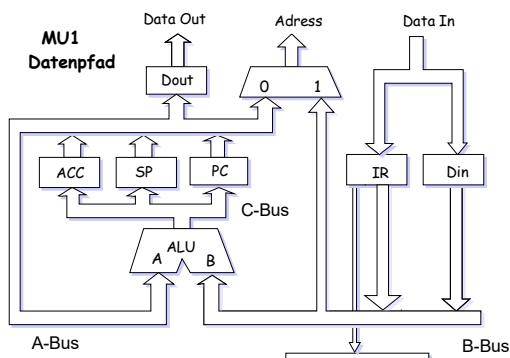 Data Out
Adress
Data In
MU1
Datenpfad
Dout
0 1
ACC
SP
PC
IR
Din
C-Bus
ALU
A B
A-Bus
B-Bus